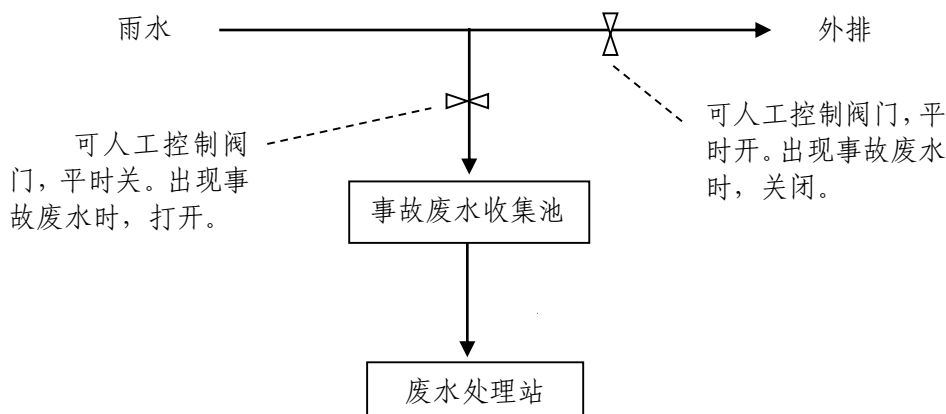 雨水
外排
可人工控制阀
门，平时关。出现事
故废水时，打开。
可人工控制阀门，平
时开。出现事故废水
时，关闭。
事故废水收集池
废水处理站